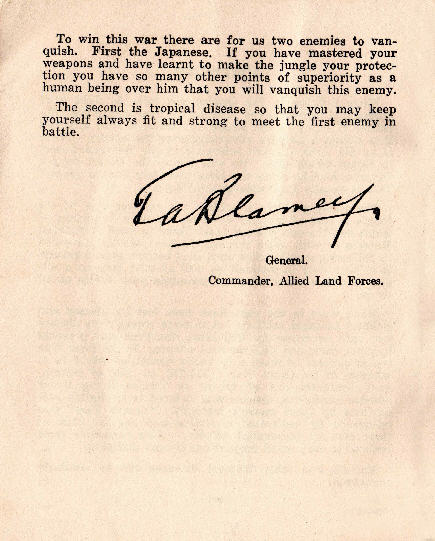 To win this war there are for us two enemies to van-
quish. First the Japanese. If you have mastered your
weapons and have learnt to make the jungle your protec-
tion you have so many other points of superiority as a
human being over him that you will vanquish this enemy.
The second is tropical disease so that you may keep
yourself always fit and strong to meet the first enemy in
battle.
T a Blamey
General.
Commander, Allied Land Forces.